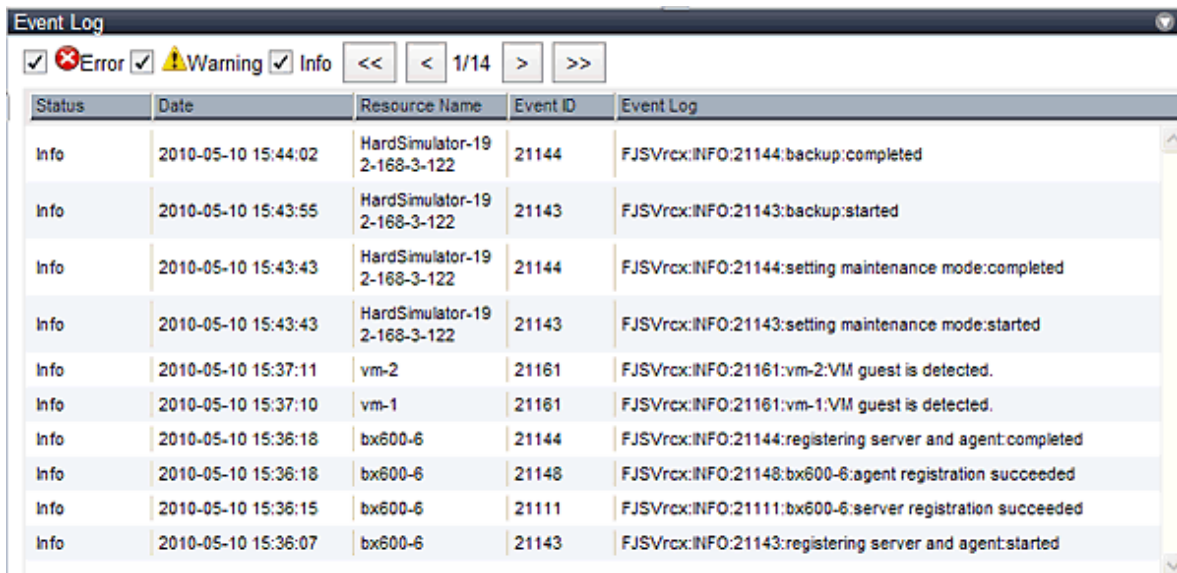 Event Log
Error Warning Info << < 1/14 > >>
Status Date Resource Name Event ID Event Log
Info 2010-05-10 15:44:02 HardSimulator-19 21144 FJSVrcx:INFO:21144:backup:completed
2-168-3-122
Info 2010-05-10 15:43:55 HardSimulator-19 21143 FJSVrcx:INFO:21143:backup:started
2-168-3-122
Info 2010-05-10 15:43:43 HardSimulator-19 21144 FJSVrcx:INFO:21144:setting maintenance mode:completed
2-168-3-122
Info 2010-05-10 15:43:43 HardSimulator-19 21143 FJSVrcx:INFO:21143:setting maintenance mode:started
2-168-3-122
Info 2010-05-10 15:37:11 vm-2 21161 FJSVrcx:INFO:21161:vm-2:VM guest is detected.
Info 2010-05-10 15:37:10 vm-1 21161 FJSVrcx:INFO:21161:vm-1:VM guest is detected.
Info 2010-05-10 15:36:18 bx600-6 21144 FJSVrcx:INFO:21144:registering server and agent:completed
Info 2010-05-10 15:36:18 bx600-6 21148 FJSVrcx:INFO:21148:bx600-6:agent registration succeeded
Info 2010-05-10 15:36:15 bx600-6 21111 FJSVrcx:INFO:21111:bx600-6:server registration succeeded
Info 2010-05-10 15:36:07 bx600-6 21143 FJSVrcx:INFO:21143:registering server and agent:started